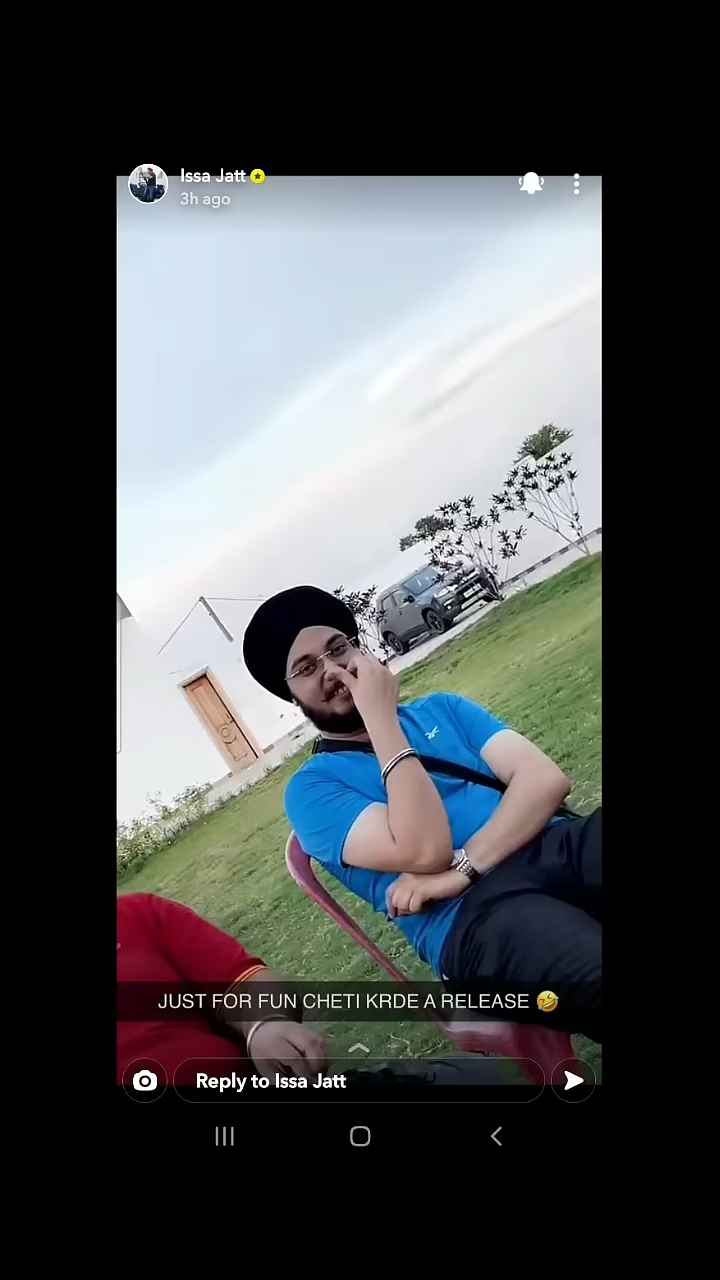 Issa Jatt
3h ago
JUST FOR FUN CHETI KRDE A RELEASE 🤣
Reply to Issa Jatt